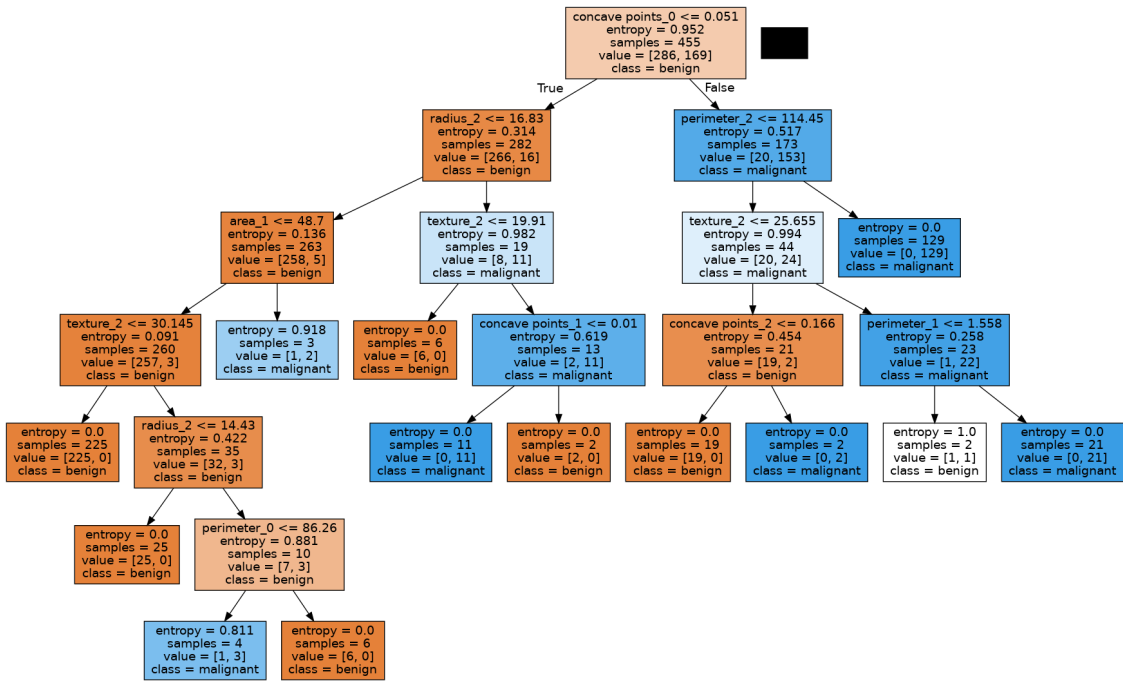 concave points_0 <= 0.051
entropy = 0.952
samples = 455
value = [286, 169]
class = benign
True
False
radius_2 <= 16.83
entropy = 0.314
samples = 282
value = [266, 16]
class = benign
perimeter_2 <= 114.45
entropy = 0.517
samples = 173
value = [20, 153]
class = malignant
area_1 <= 48.7
entropy = 0.136
samples = 263
value = [258, 5]
class = benign
texture_2 <= 19.91
entropy = 0.982
samples = 19
value = [8, 11]
class = malignant
texture_2 <= 25.655
entropy = 0.994
samples = 44
value = [20, 24]
class = malignant
entropy = 0.0
samples = 129
value = [0, 129]
class = malignant
texture_2 <= 30.145
entropy = 0.091
samples = 260
value = [257, 3]
class = benign
entropy = 0.918
samples = 3
value = [1, 2]
class = malignant
entropy = 0.0
samples = 6
value = [6, 0]
class = benign
concave points_1 <= 0.01
entropy = 0.619
samples = 13
value = [2, 11]
class = malignant
concave points_2 <= 0.166
entropy = 0.454
samples = 21
value = [19, 2]
class = benign
perimeter_1 <= 1.558
entropy = 0.258
samples = 23
value = [1, 22]
class = malignant
entropy = 0.0
samples = 225
value = [225, 0]
class = benign
radius_2 <= 14.43
entropy = 0.422
samples = 35
value = [32, 3]
class = benign
entropy = 0.0
samples = 11
value = [0, 11]
class = malignant
entropy = 0.0
samples = 2
value = [2, 0]
class = benign
entropy = 0.0
samples = 19
value = [19, 0]
class = benign
entropy = 0.0
samples = 2
value = [0, 2]
class = malignant
entropy = 1.0
samples = 2
value = [1, 1]
class = benign
entropy = 0.0
samples = 21
value = [0, 21]
class = malignant
entropy = 0.0
samples = 25
value = [25, 0]
class = benign
perimeter_0 <= 86.26
entropy = 0.881
samples = 10
value = [7, 3]
class = benign
entropy = 0.811
samples = 4
value = [1, 3]
class = malignant
entropy = 0.0
samples = 6
value = [6, 0]
class = benign